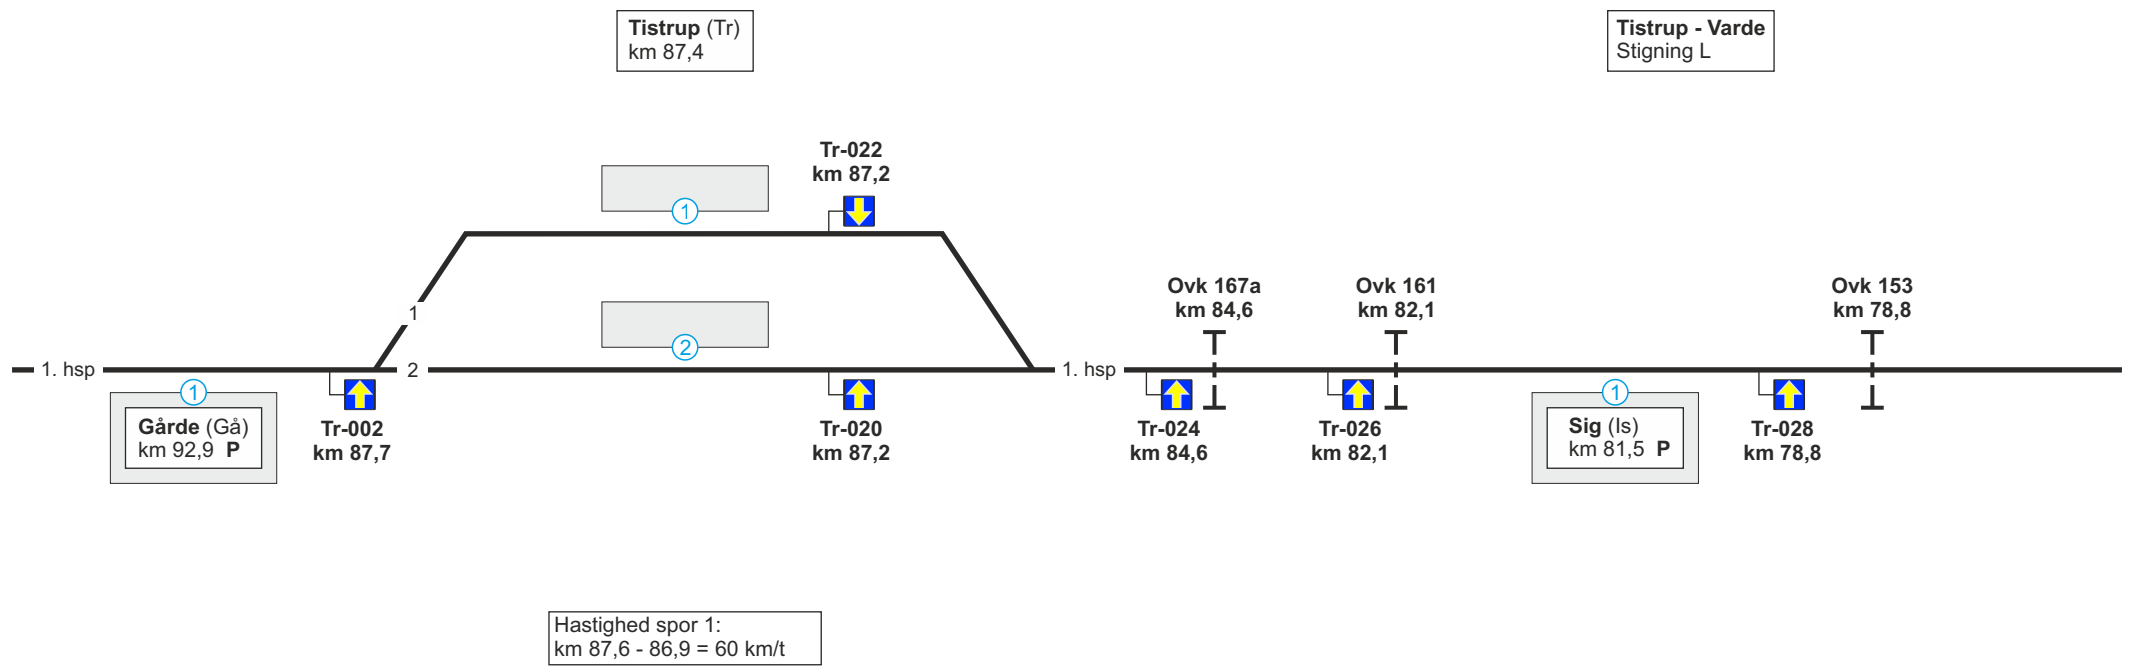 Tistrup (Tr)
km 87,4
Tistrup - Varde
Stigning L
Tr-022
km 87,2
1
Ovk 167a
km 84,6
Ovk 161
km 82,1
Ovk 153
km 78,8
1
2
1. hsp
2
1. hsp
1
Gårde (Gå)
km 92,9 P
Tr-002
km 87,7
Tr-020
km 87,2
Tr-024
km 84,6
Tr-026
km 82,1
1
Sig (Is)
km 81,5 P
Tr-028
km 78,8
Hastighed spor 1:
km 87,6 - 86,9 = 60 km/t